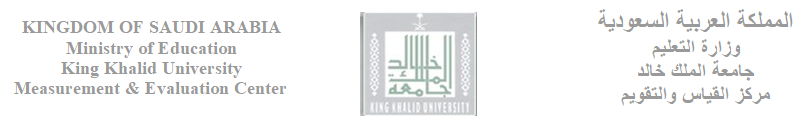 KINGDOM OF SAUDI ARABIA
Ministry of Education
King Khalid University
Measurement & Evaluation Center
جامعة الملك خالد
KING KHALID UNIVERSITY
المملكة العربية السعودية
وزارة التعليم
جامعة الملك خالد
مركز القياس والتقويم